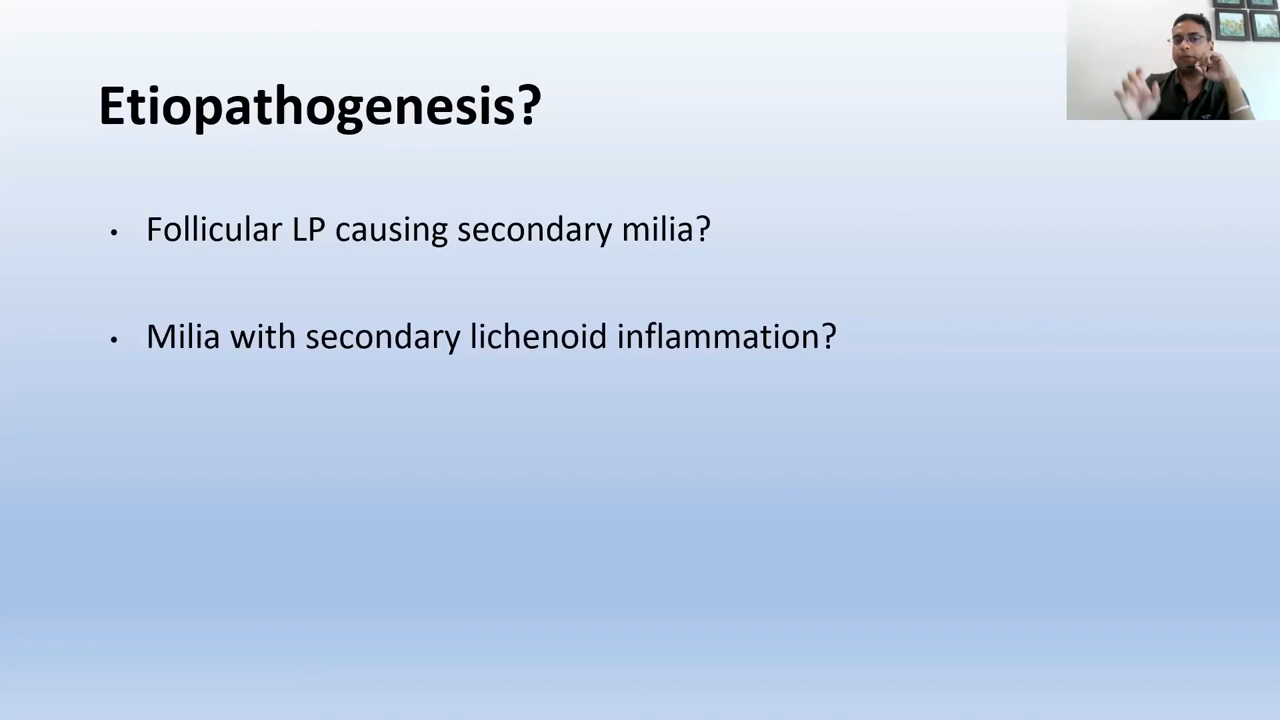 Etiopathogenesis?
• Follicular LP causing secondary milia?
• Milia with secondary lichenoid inflammation?